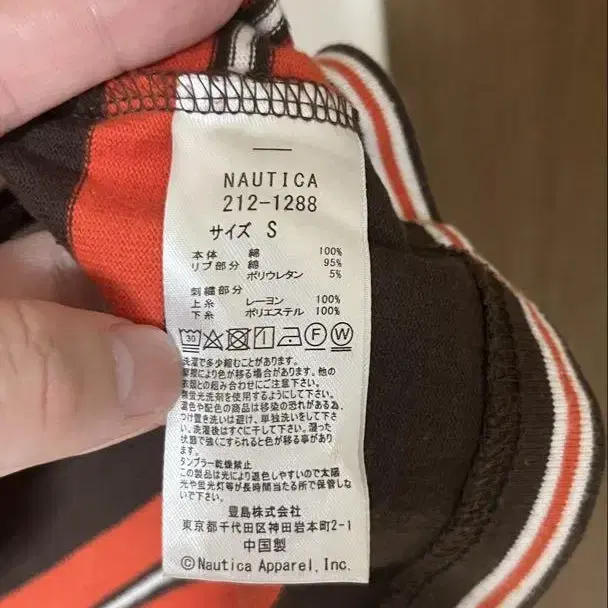 NAUTICA
212-1288
サイズ S
本体 綿 100%
リブ部分 綿 95%
ポリウレタン 5%
刺繍部分
上糸 レーヨン 100%
下糸 ポリエステル 100%
30 F W
洗濯で多少縮むことがあります。
摩擦により色が移る場合があります。他の
衣類との組み合わせにご注意下さい。
無蛍光洗剤を使用するようにして下さい。
濃色や配色の商品は移染の恐れがある為、
つけ置き洗いは避け、単独洗いをして下さ
い。洗濯後はすぐに干して下さい。湿った
状態で強くこすられると色が移る事があり
ます。
タンブラー乾燥禁止
この製品は光により退色しやすいので太陽
光や蛍光灯等が長時間当たる所で保管しな
いで下さい。
豊島株式会社
東京都千代田区神田岩本町2-1
中国製
©Nautica Apparel, Inc.